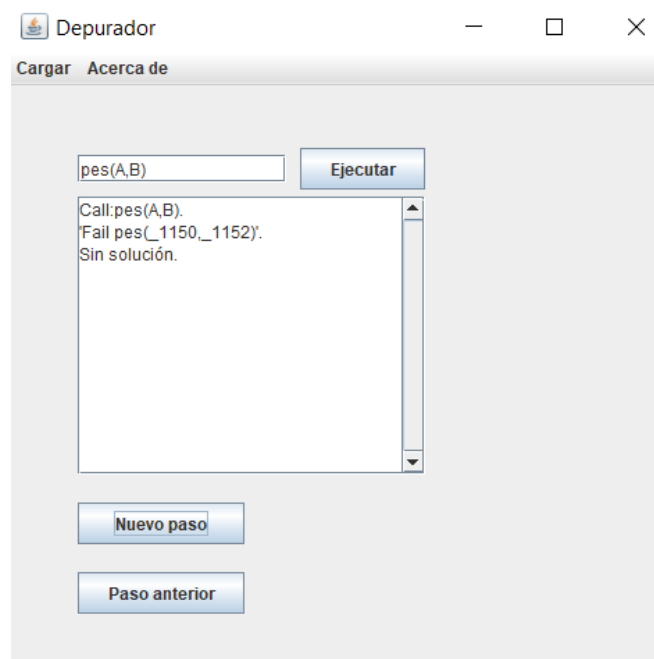 Depurador
Cargar Acerca de
pes(A,B) Ejecutar
Call:pes(A,B).
'Fail pes(_1150,_1152)'.
Sin solución.
Nuevo paso
Paso anterior